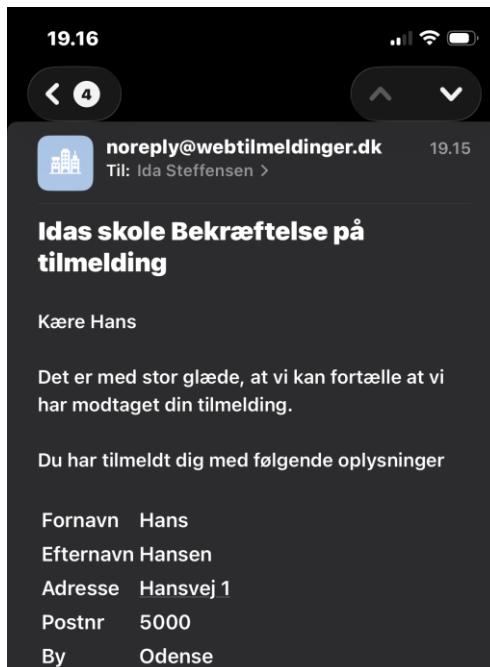 19.16
4
noreply@webtilmeldinger.dk 19.15
Til: Ida Steffensen >
Idas skole Bekræftelse på
tilmelding
Kære Hans
Det er med stor glæde, at vi kan fortælle at vi
har modtaget din tilmelding.
Du har tilmeldt dig med følgende oplysninger
Fornavn Hans
Efternavn Hansen
Adresse Hansvej 1
Postnr 5000
By Odense